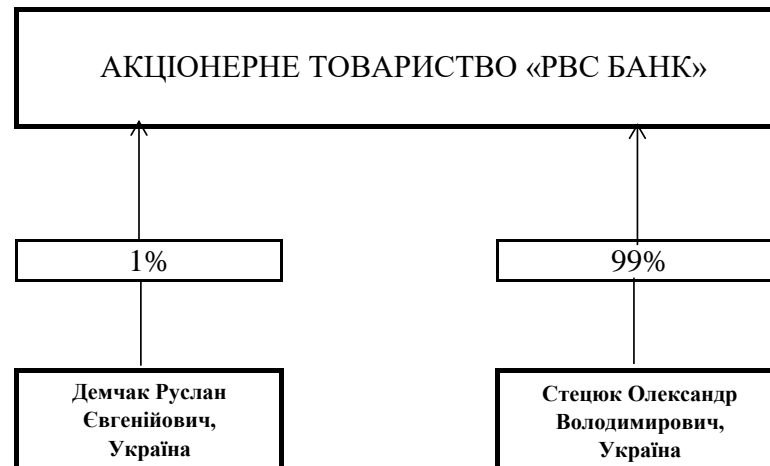 АКЦІОНЕРНЕ ТОВАРИСТВО «РВС БАНК»
1%
99%
Демчак Руслан
Євгенійович,
Україна
Стецюк Олександр
Володимирович,
Україна